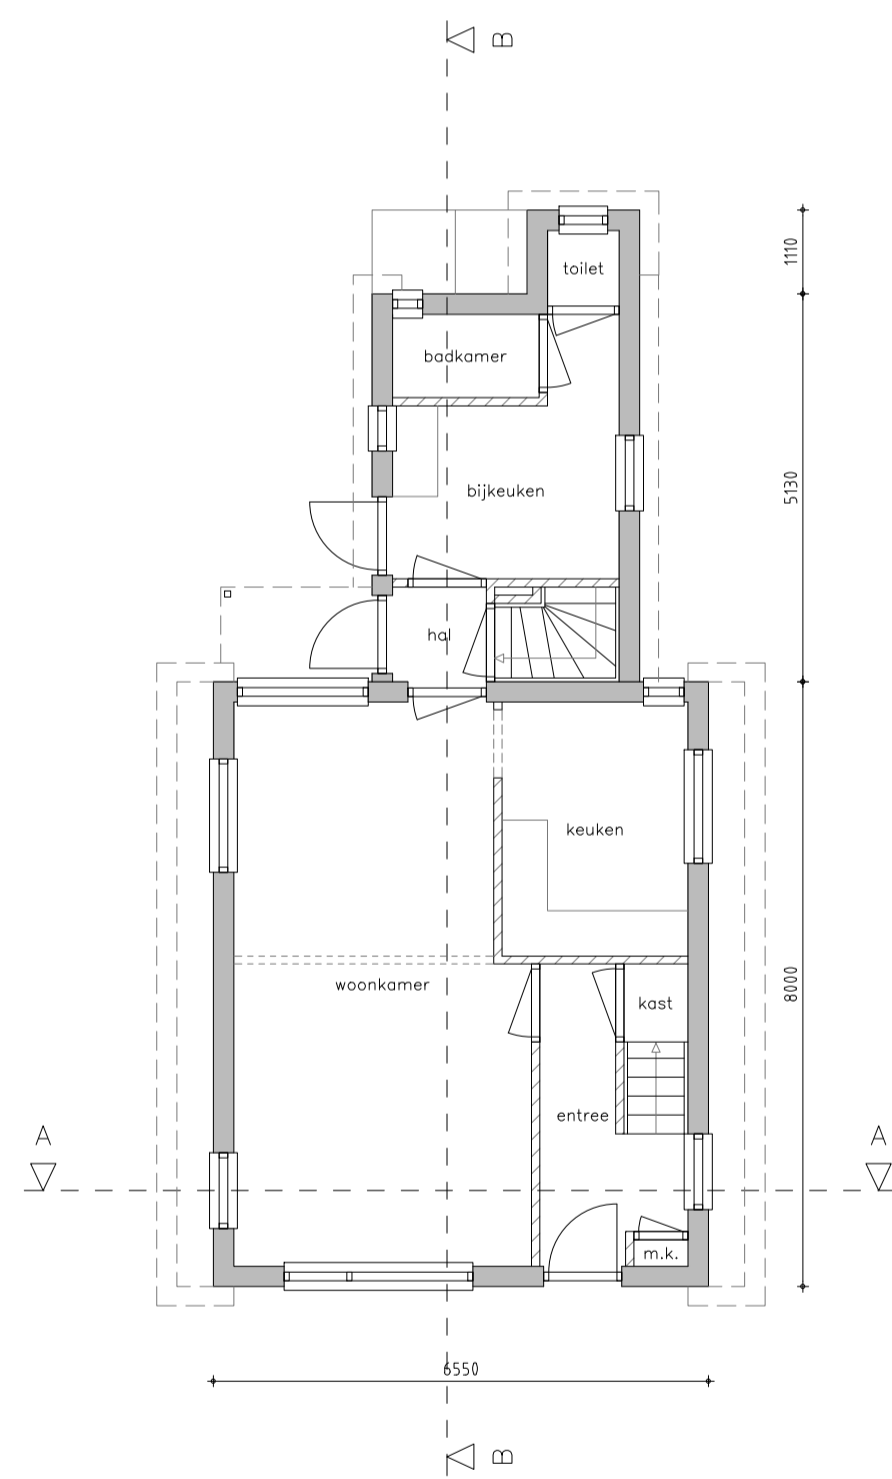 B
toilet
1110
badkamer
5130
bijkeuken
hal
keuken
woonkamer
8000
kast
entree
A
A
m.k.
6550
B